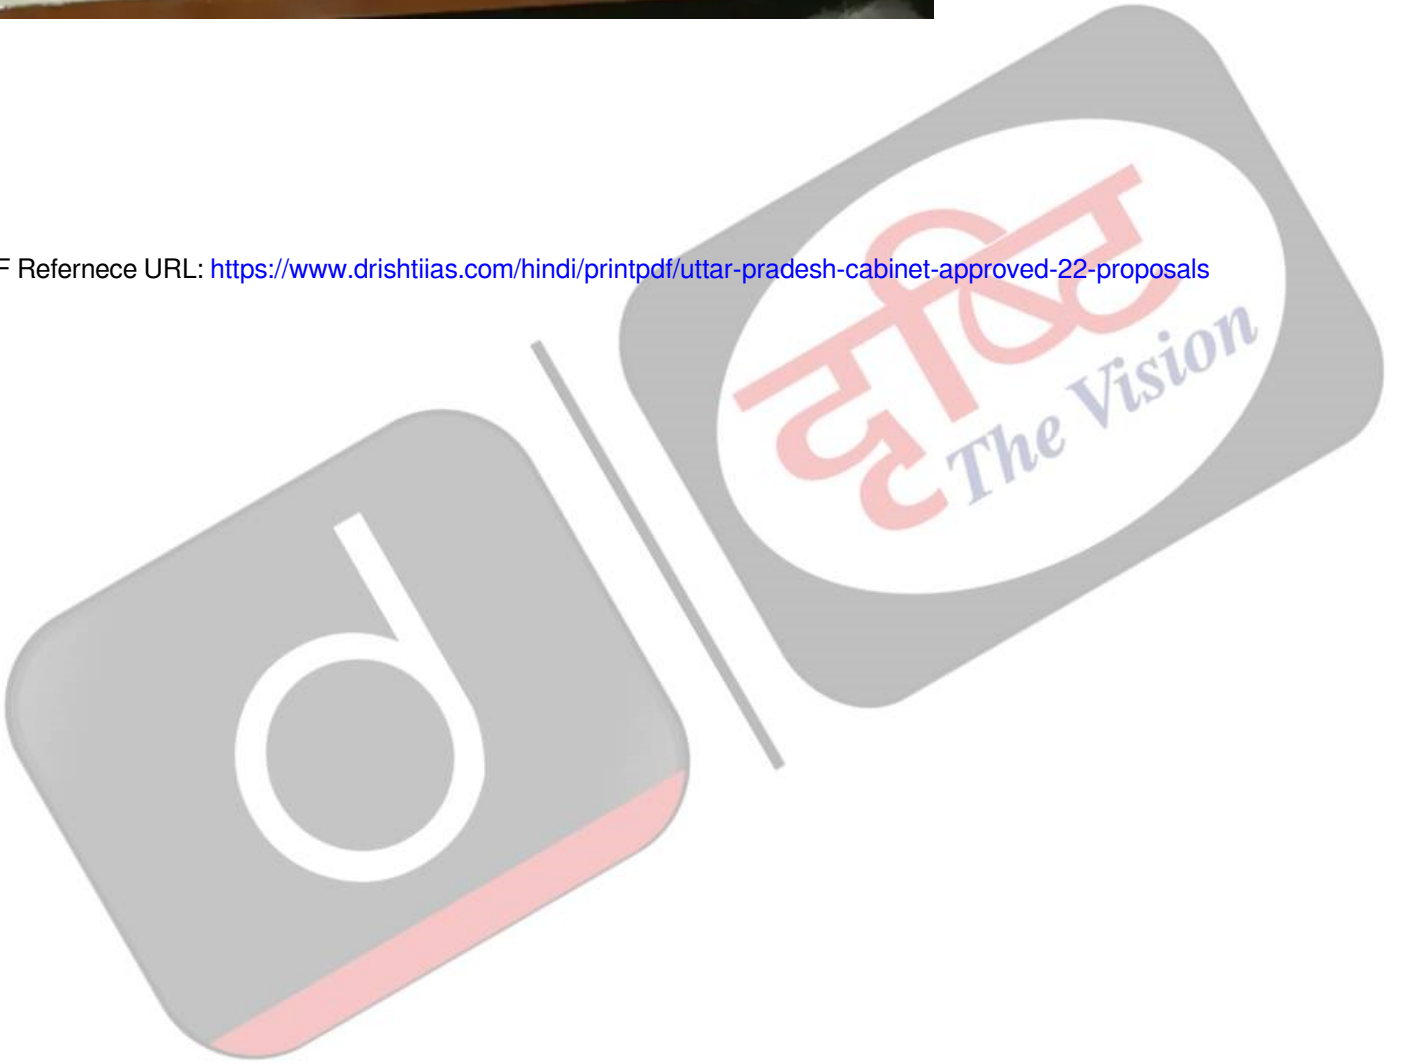 F Refernece URL: https://www.drishtiias.com/hindi/printpdf/uttar-pradesh-cabinet-approved-22-proposals
दृष्टि
The Vision
d